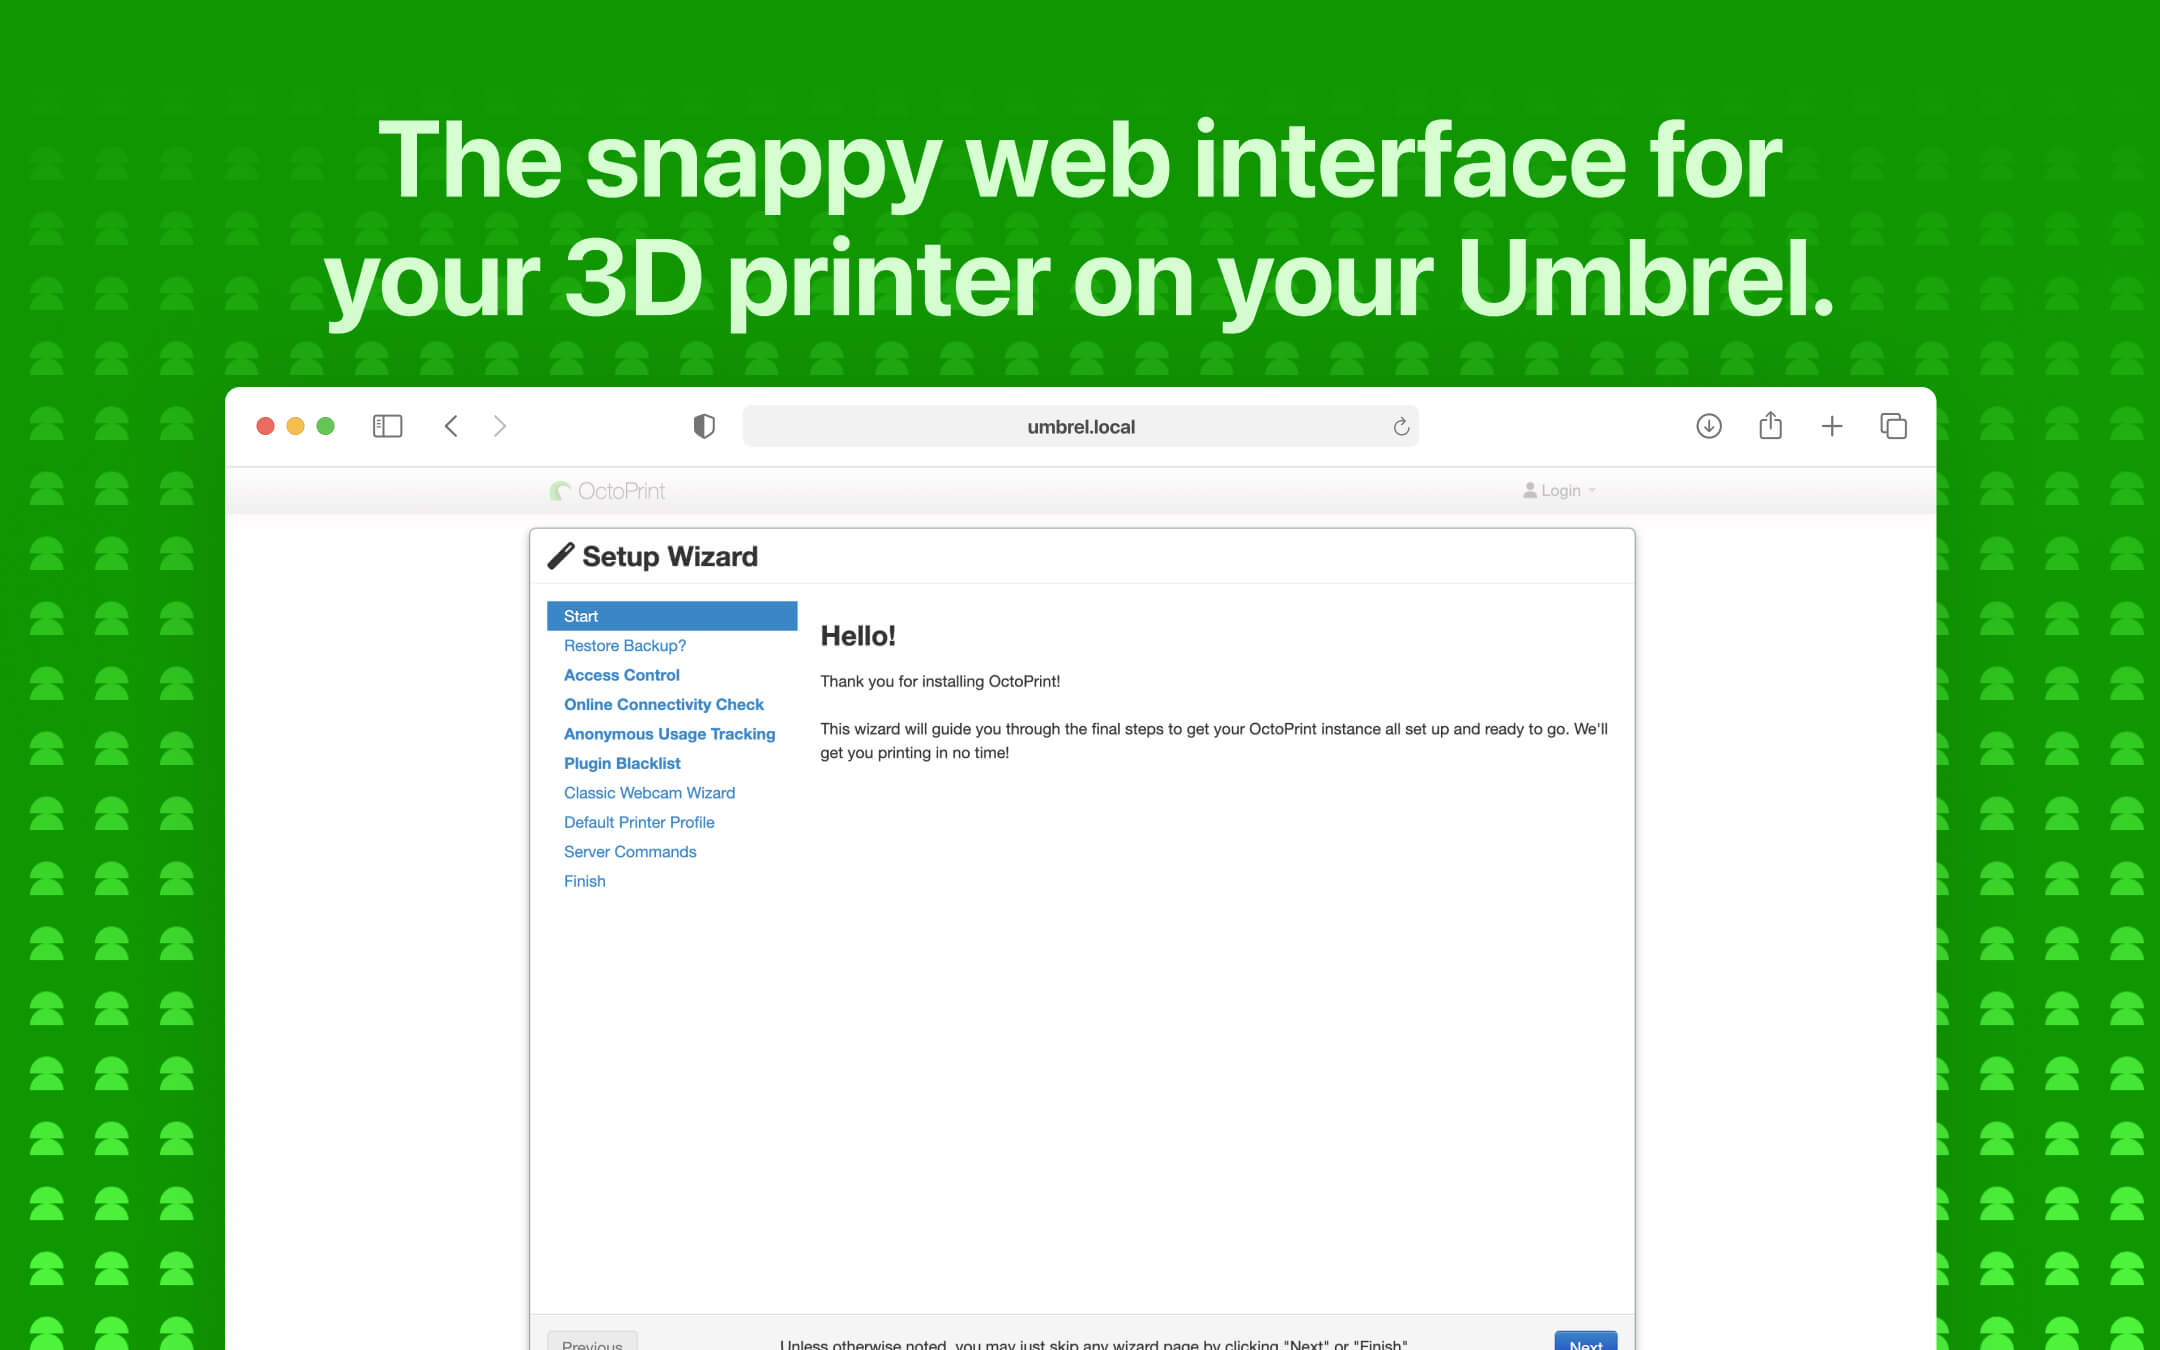 The snappy web interface for
your 3D printer on your Umbrel.
umbrel.local
OctoPrint
Login
Setup Wizard
Start
Restore Backup?
Access Control
Online Connectivity Check
Anonymous Usage Tracking
Plugin Blacklist
Classic Webcam Wizard
Default Printer Profile
Server Commands
Finish
Hello!
Thank you for installing OctoPrint!
This wizard will guide you through the final steps to get your OctoPrint instance all set up and ready to go. We'll
get you printing in no time!
Previous
Unless otherwise noted, you may just skip any wizard page by clicking "Next" or "Finish"
Next